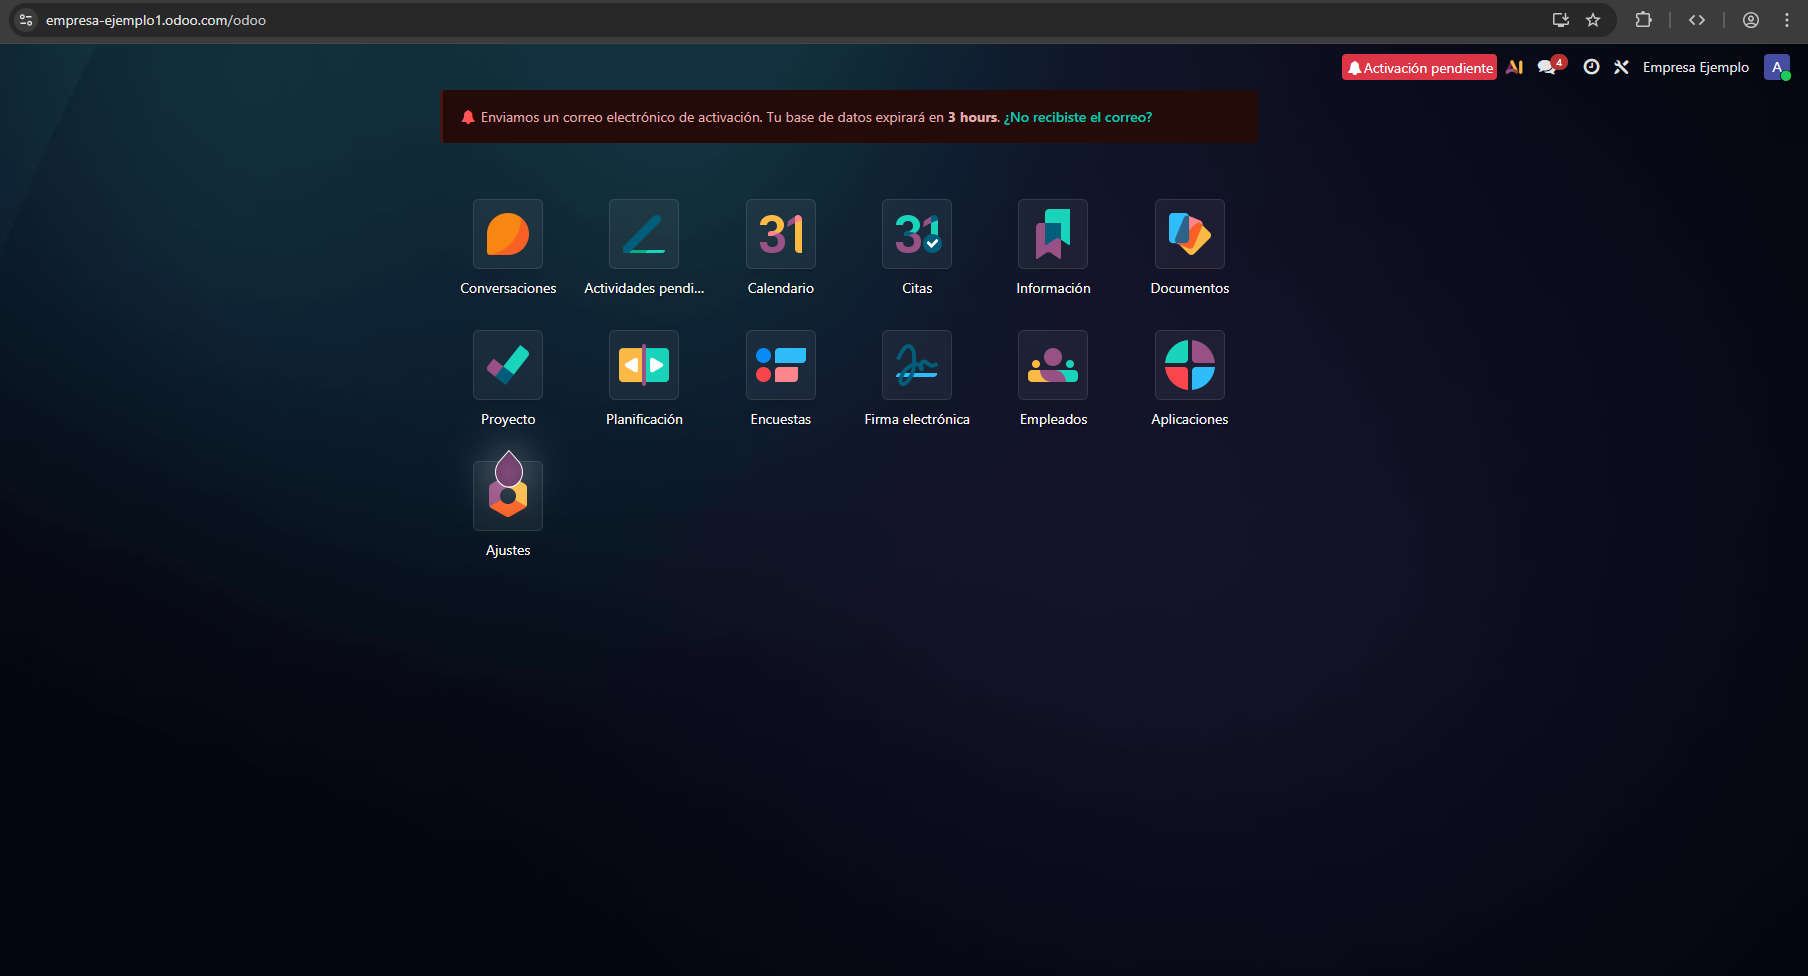 empresa-ejemplo1.odoo.com/odoo
Activación pendiente
AI
4
Empresa Ejemplo
A
Enviamos un correo electrónico de activación. Tu base de datos expirará en 3 hours. ¿No recibiste el correo?
31
31
Conversaciones
Actividades pendi...
Calendario
Citas
Información
Documentos
Proyecto
Planificación
Encuestas
Firma electrónica
Empleados
Aplicaciones
Ajustes